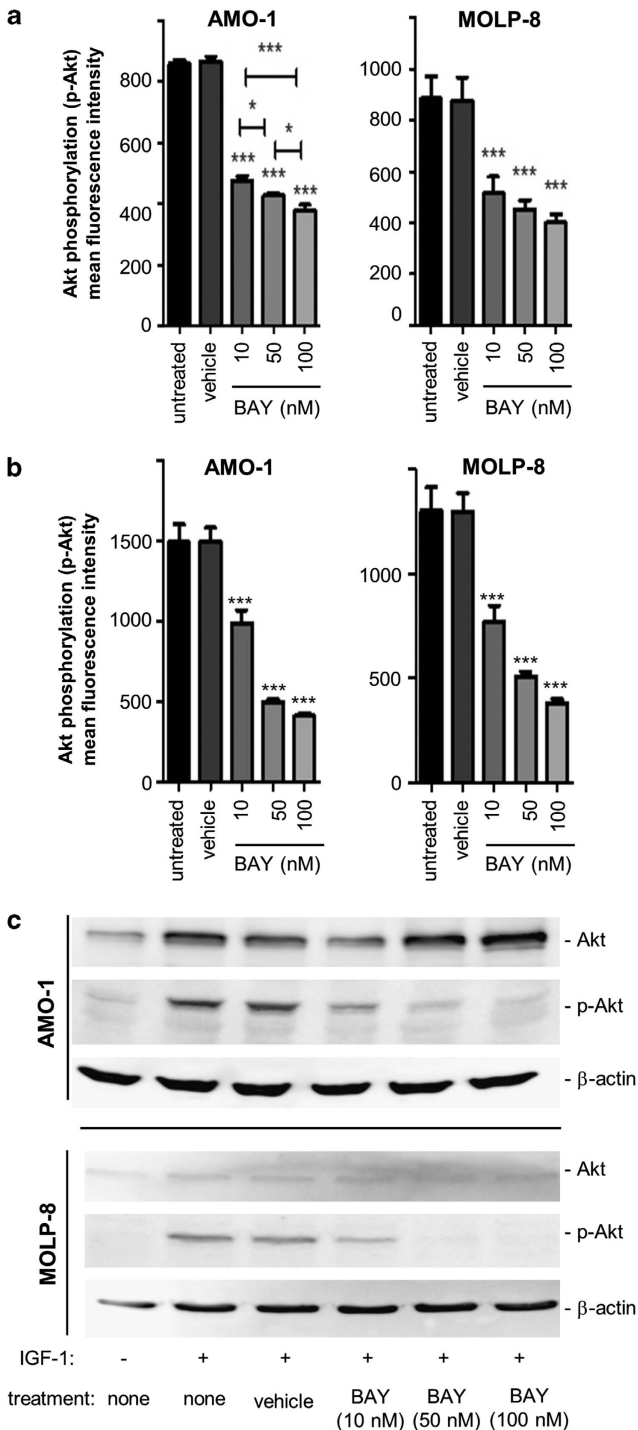 a
AMO-1
MOLP-8
Akt phosphorylation (p-Akt)
mean fluorescence intensity
800
600
400
200
0
***
*
*
***
***
***
untreated
vehicle
10
50
100
BAY (nM)
1000
800
600
400
200
0
***
***
***
untreated
vehicle
10
50
100
BAY (nM)
b
AMO-1
MOLP-8
Akt phosphorylation (p-Akt)
mean fluorescence intensity
1500
1000
500
0
***
***
***
untreated
vehicle
10
50
100
BAY (nM)
1000
500
0
***
***
***
untreated
vehicle
10
50
100
BAY (nM)
c
AMO-1
- Akt
- p-Akt
- β-actin
MOLP-8
- Akt
- p-Akt
- β-actin
IGF-1: - + + + + +
treatment: none none vehicle BAY BAY BAY
(10 nM) (50 nM) (100 nM)